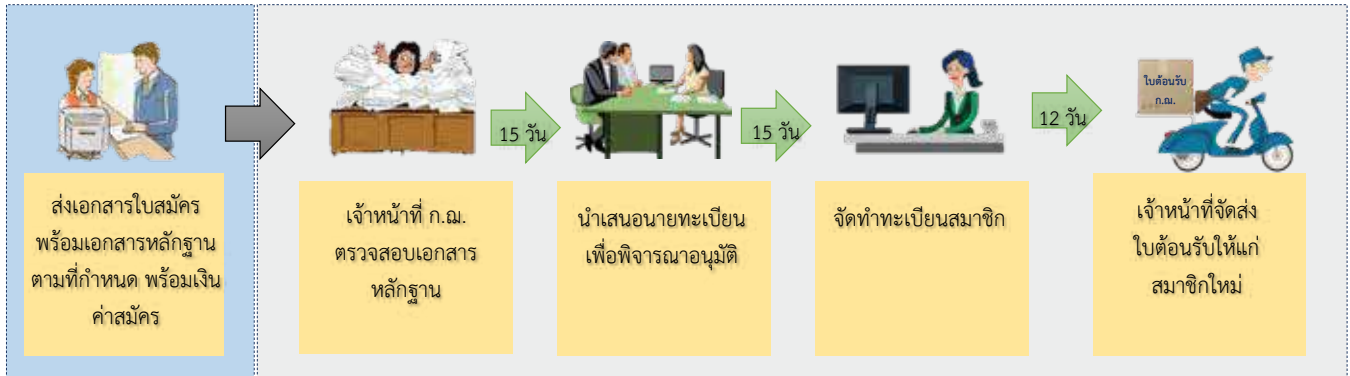 ใบต้อนรับ
ก.ฌ.
15 วัน
15 วัน
12 วัน
ส่งเอกสารใบสมัคร
พร้อมเอกสารหลักฐาน
ตามที่กำหนด พร้อมเงิน
ค่าสมัคร
เจ้าหน้าที่ ก.ฌ.
ตรวจสอบเอกสาร
หลักฐาน
นำเสนอนายทะเบียน
เพื่อพิจารณาอนุมัติ
จัดทำทะเบียนสมาชิก
เจ้าหน้าที่จัดส่ง
ใบต้อนรับให้แก่
สมาชิกใหม่